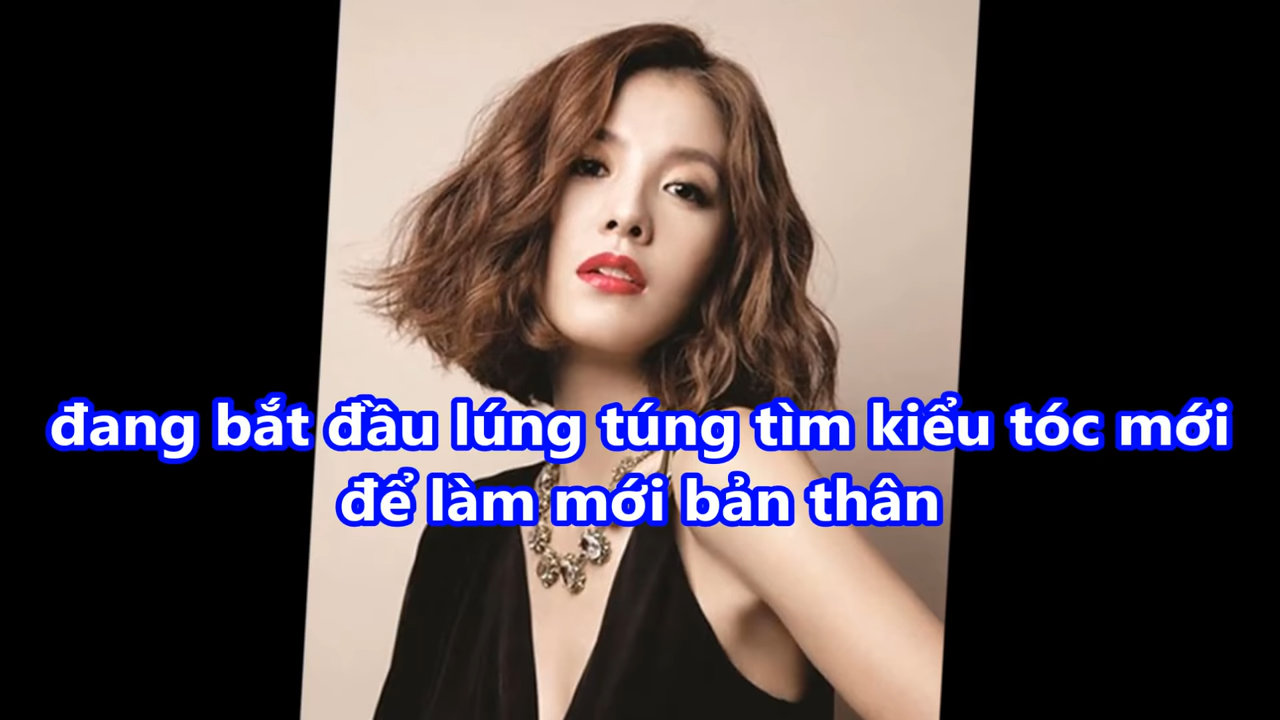 đang bắt đầu lúng túng tìm kiểu tóc mới
để làm mới bản thân